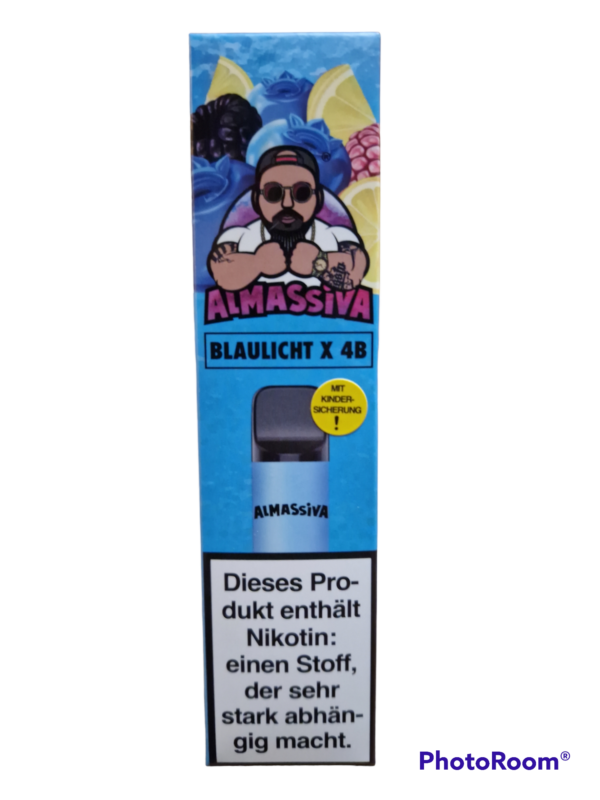 ALMASSiVA
BLAULICHT X 4B
MIT
KINDER-
SICHERUNG
!
ALMASSiVA
Dieses Pro-
dukt enthält
Nikotin:
einen Stoff,
der sehr
stark abhän-
gig macht.
PhotoRoom®